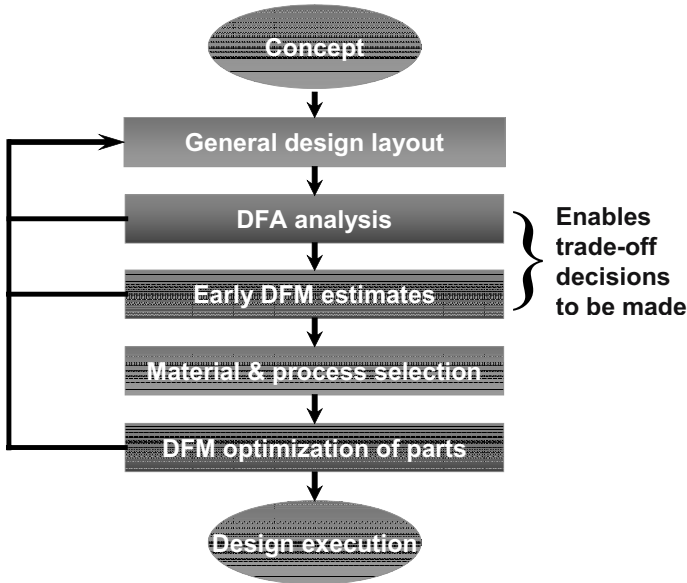 Concept
General design layout
DFA analysis
Enables
trade-off
decisions
to be made
Early DFM estimates
Material & process selection
DFM optimization of parts
Design execution